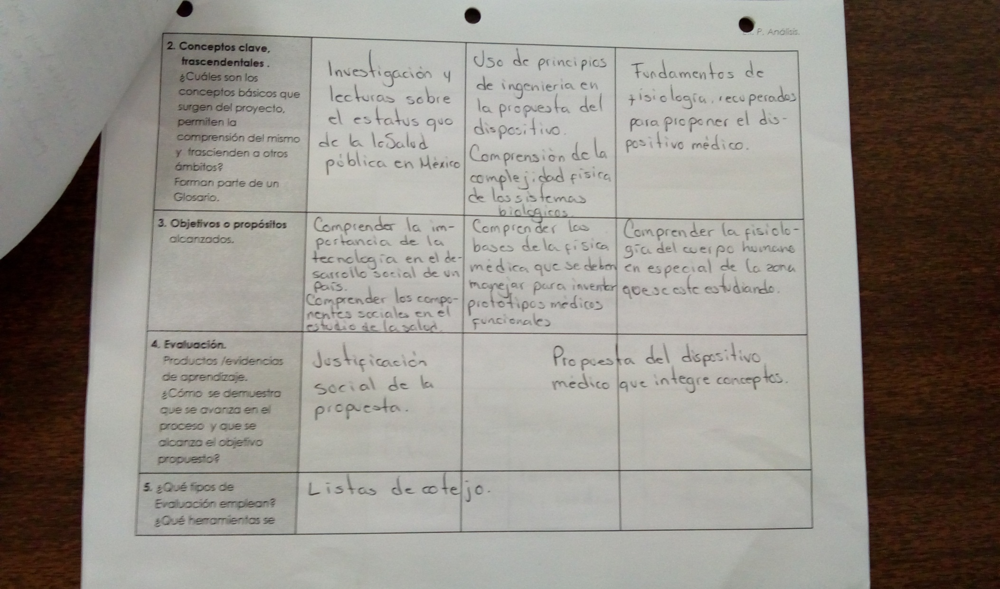 P. Análisis.
2. Conceptos clave,
trascendentales.
¿Cuáles son los
conceptos básicos que
surgen del proyecto,
permiten la
comprensión del mismo
y trascienden a otros
ámbitos?
Forman parte de un
Glosario.
Investigación y
lecturas sobre
el estatus quo
de la la Salud
pública en México
Uso de principios
de ingenieria en
la propuesta del
dispositivo.
Comprensión de la
complejidad física
de los sistemas
biológicos.
Fundamentos de
fisiología, recuperados
para proponer el dis-
positivo médico.
3. Objetivos o propósitos
alcanzados.
Comprender la im-
portancia de la
tecnología en el de-
sarrollo social de un
País.
Comprender los compo-
nentes sociales en el
estudio de la salud.
Comprender las
bases de la física
médica que se deben
manejar para inventar
prototipos médicos
funcionales
Comprender la fisiolo-
gía del cuerpo humano
en especial de la zona
que se este estudiando.
4. Evaluación.
Productos /evidencias
de aprendizaje.
¿Cómo se demuestra
que se avanza en el
proceso y que se
alcanza el objetivo
propuesto?
Justificación
social de la
propuesta.
Propuesta del dispositivo
médico que integre conceptos.
5. ¿Qué tipos de
Evaluación emplean?
¿Qué herramientas se
Listas de cotejo.